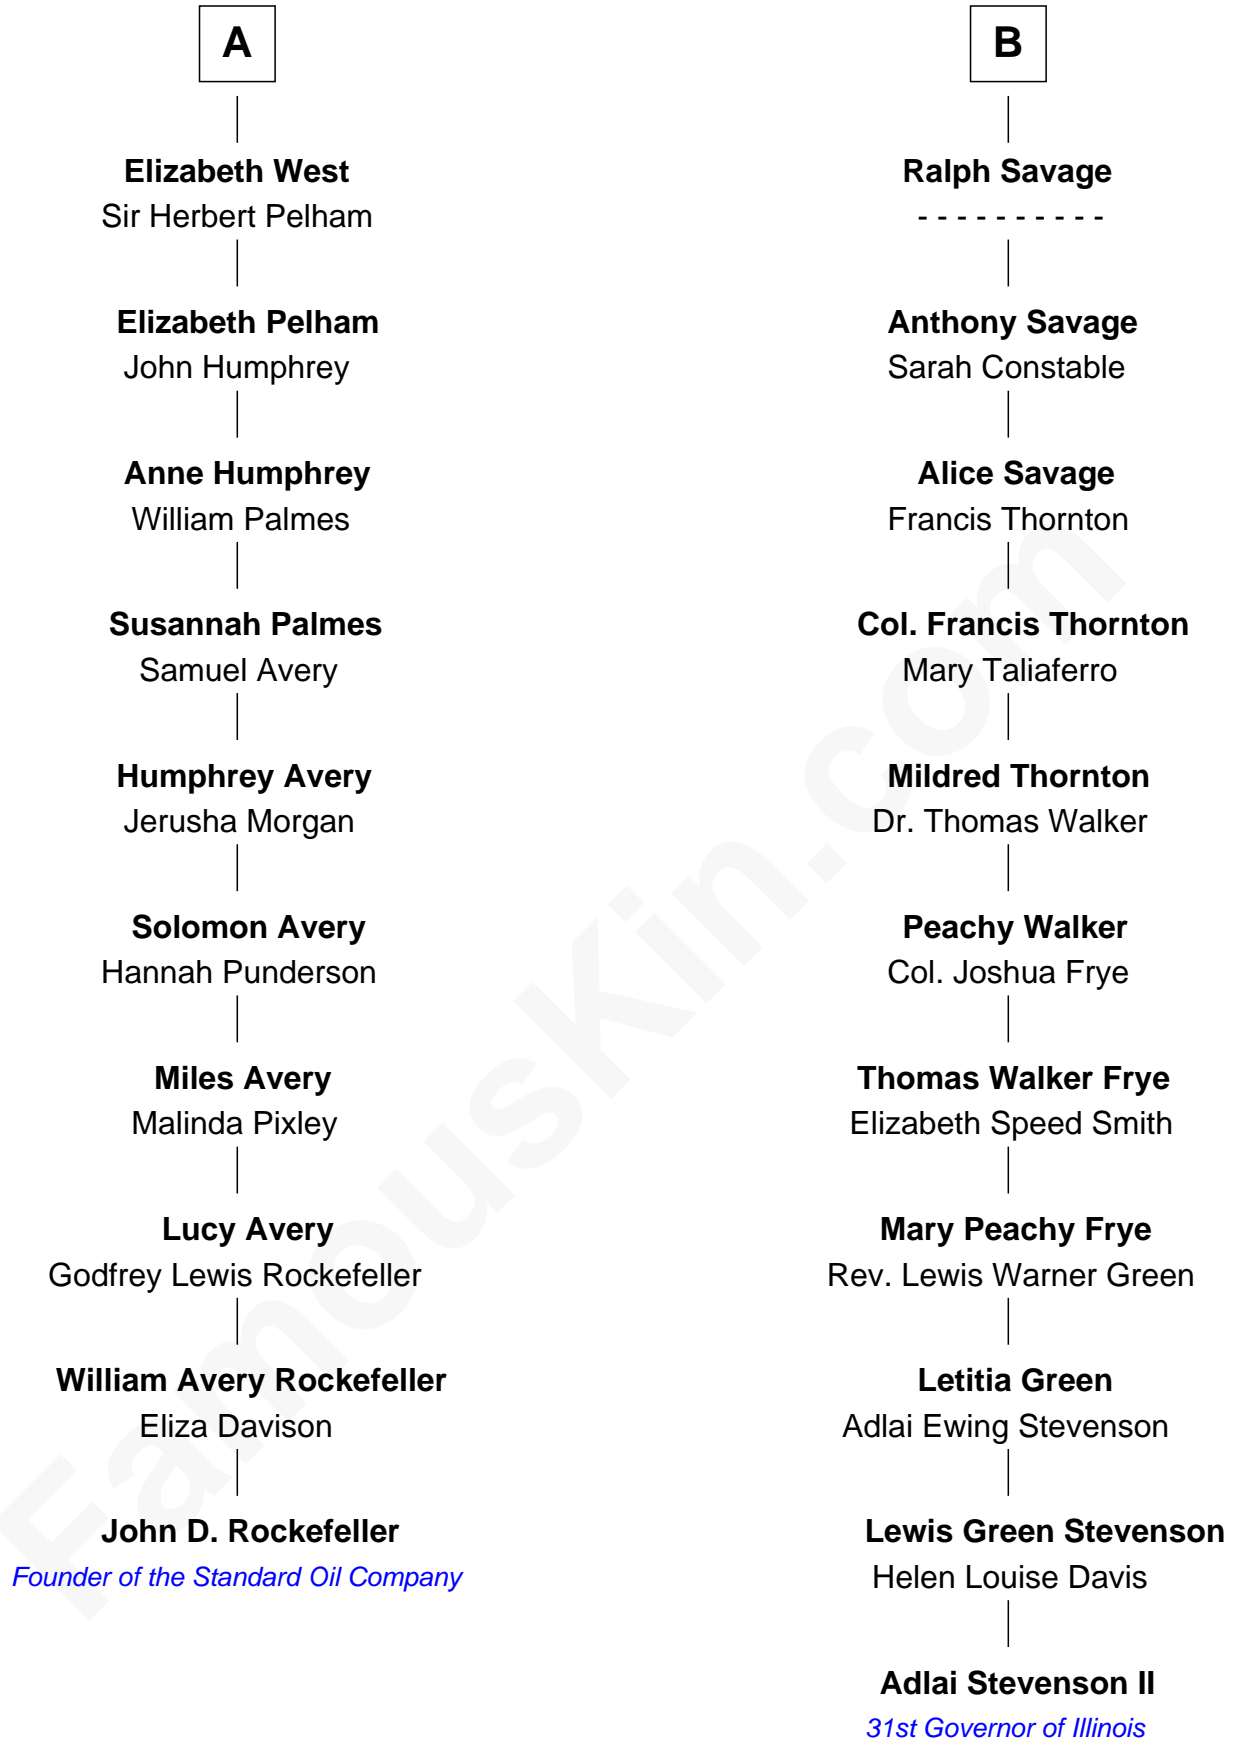 A
Elizabeth West
Sir Herbert Pelham
Elizabeth Pelham
John Humphrey
Anne Humphrey
William Palmes
Susannah Palmes
Samuel Avery
Humphrey Avery
Jerusha Morgan
Solomon Avery
Hannah Punderson
Miles Avery
Malinda Pixley
Lucy Avery
Godfrey Lewis Rockefeller
William Avery Rockefeller
Eliza Davison
John D. Rockefeller
Founder of the Standard Oil Company
B
Ralph Savage
- - - - - - - - - -
Anthony Savage
Sarah Constable
Alice Savage
Francis Thornton
Col. Francis Thornton
Mary Taliaferro
Mildred Thornton
Dr. Thomas Walker
Peachy Walker
Col. Joshua Frye
Thomas Walker Frye
Elizabeth Speed Smith
Mary Peachy Frye
Rev. Lewis Warner Green
Letitia Green
Adlai Ewing Stevenson
Lewis Green Stevenson
Helen Louise Davis
Adlai Stevenson II
31st Governor of Illinois
FamousKin.com